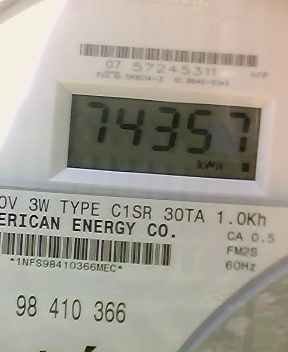 07 57245311
74357
kWh
0V 3W TYPE C1SR 30TA 1.0Kh
ERICAN ENERGY CO.
CA 0.5
FM2S
60Hz
*1NFS98410366MEC*
98 410 366